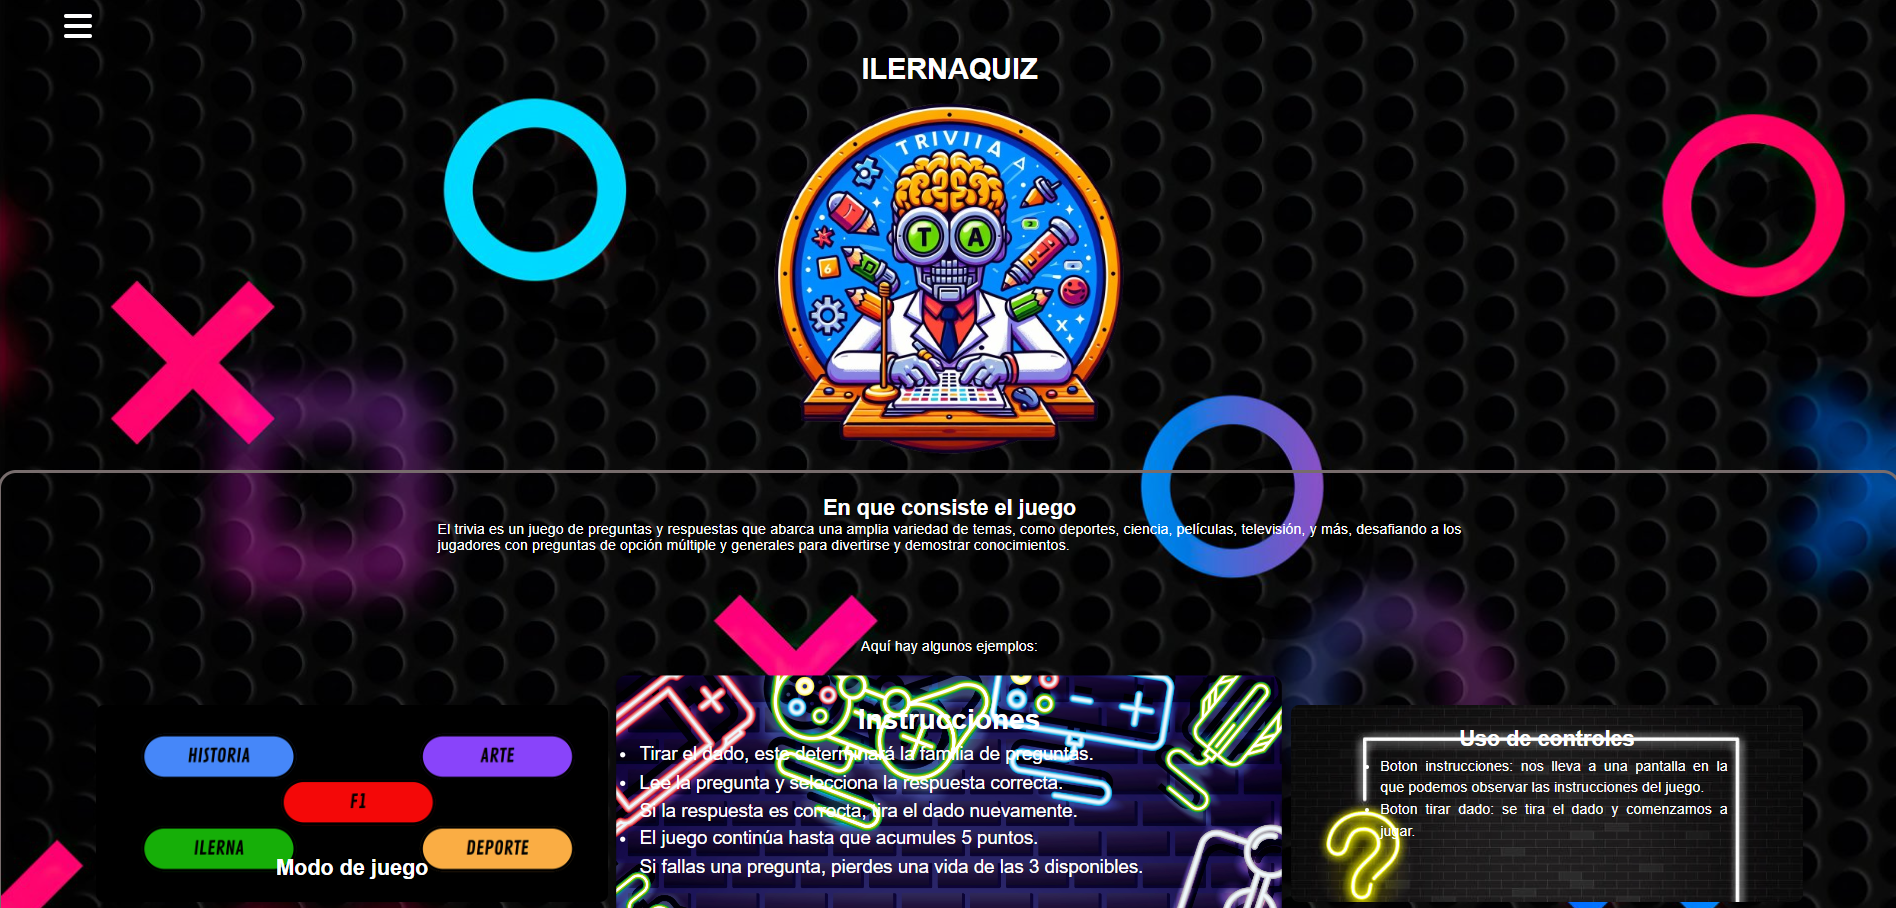 ILERNAQUIZ
TRIVIIA
T A
6
X
En que consiste el juego
El trivia es un juego de preguntas y respuestas que abarca una amplia variedad de temas, como deportes, ciencia, películas, televisión, y más, desafiando a los
jugadores con preguntas de opción múltiple y generales para divertirse y demostrar conocimientos.
Aquí hay algunos ejemplos:
HISTORIA
ARTE
F1
ILERNA
DEPORTE
Modo de juego
Instrucciones
Tirar el dado, este determinará la familia de preguntas.
Lee la pregunta y selecciona la respuesta correcta.
Si la respuesta es correcta, tira el dado nuevamente.
El juego continúa hasta que acumules 5 puntos.
Si fallas una pregunta, pierdes una vida de las 3 disponibles.
Uso de controles
Boton instrucciones: nos lleva a una pantalla en la
que podemos observar las instrucciones del juego.
Boton tirar dado: se tira el dado y comenzamos a
jugar.